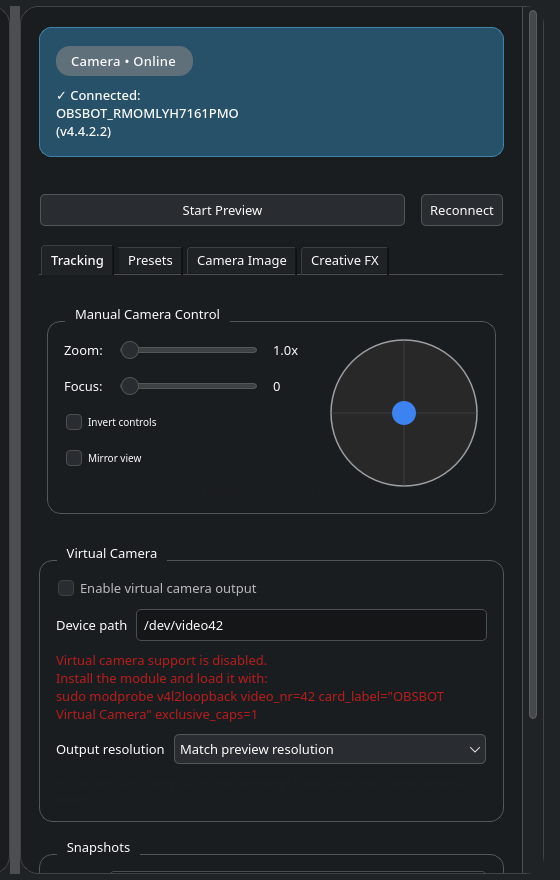 Camera • Online
✓ Connected:
OBSBOT_RMOMLYH7161PMO
(v4.4.2.2)
Start Preview
Reconnect
Tracking
Presets
Camera Image
Creative FX
Manual Camera Control
Zoom:
1.0x
Focus:
0
Invert controls
Mirror view
Virtual Camera
Enable virtual camera output
Device path
/dev/video42
Virtual camera support is disabled.
Install the module and load it with:
sudo modprobe v4l2loopback video_nr=42 card_label="OBSBOT
Virtual Camera" exclusive_caps=1
Output resolution
Match preview resolution
Snapshots